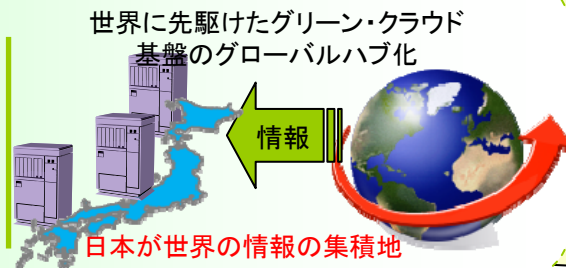 世界に先駆けたグリーン・クラウド
基盤のグローバルハブ化
情報
日本が世界の情報の集積地